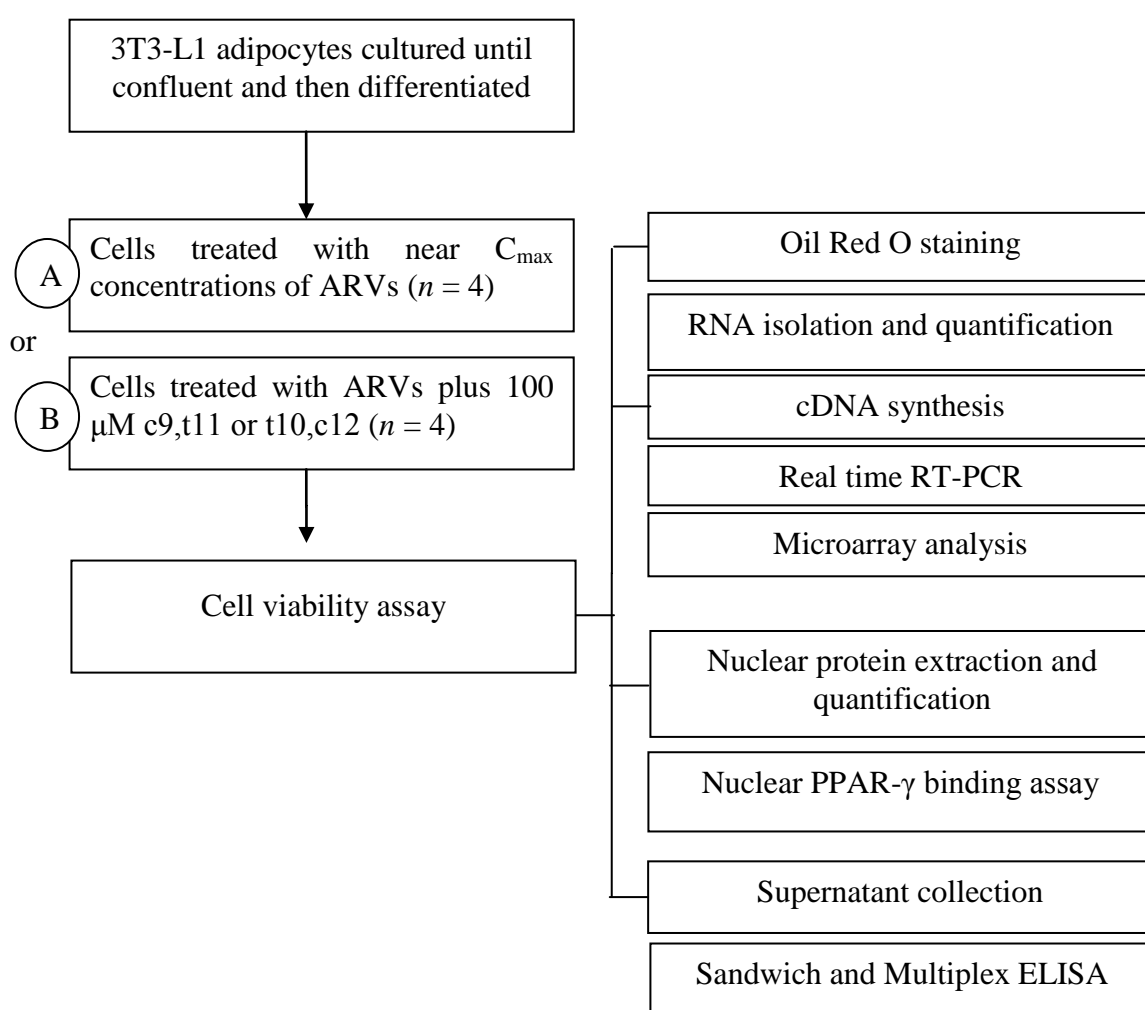 3T3-L1 adipocytes cultured until
confluent and then differentiated
A
Cells treated with near Cmax
concentrations of ARVs (n = 4)
or
B
Cells treated with ARVs plus 100
μM c9,t11 or t10,c12 (n = 4)
Cell viability assay
Oil Red O staining
RNA isolation and quantification
cDNA synthesis
Real time RT-PCR
Microarray analysis
Nuclear protein extraction and
quantification
Nuclear PPAR-γ binding assay
Supernatant collection
Sandwich and Multiplex ELISA